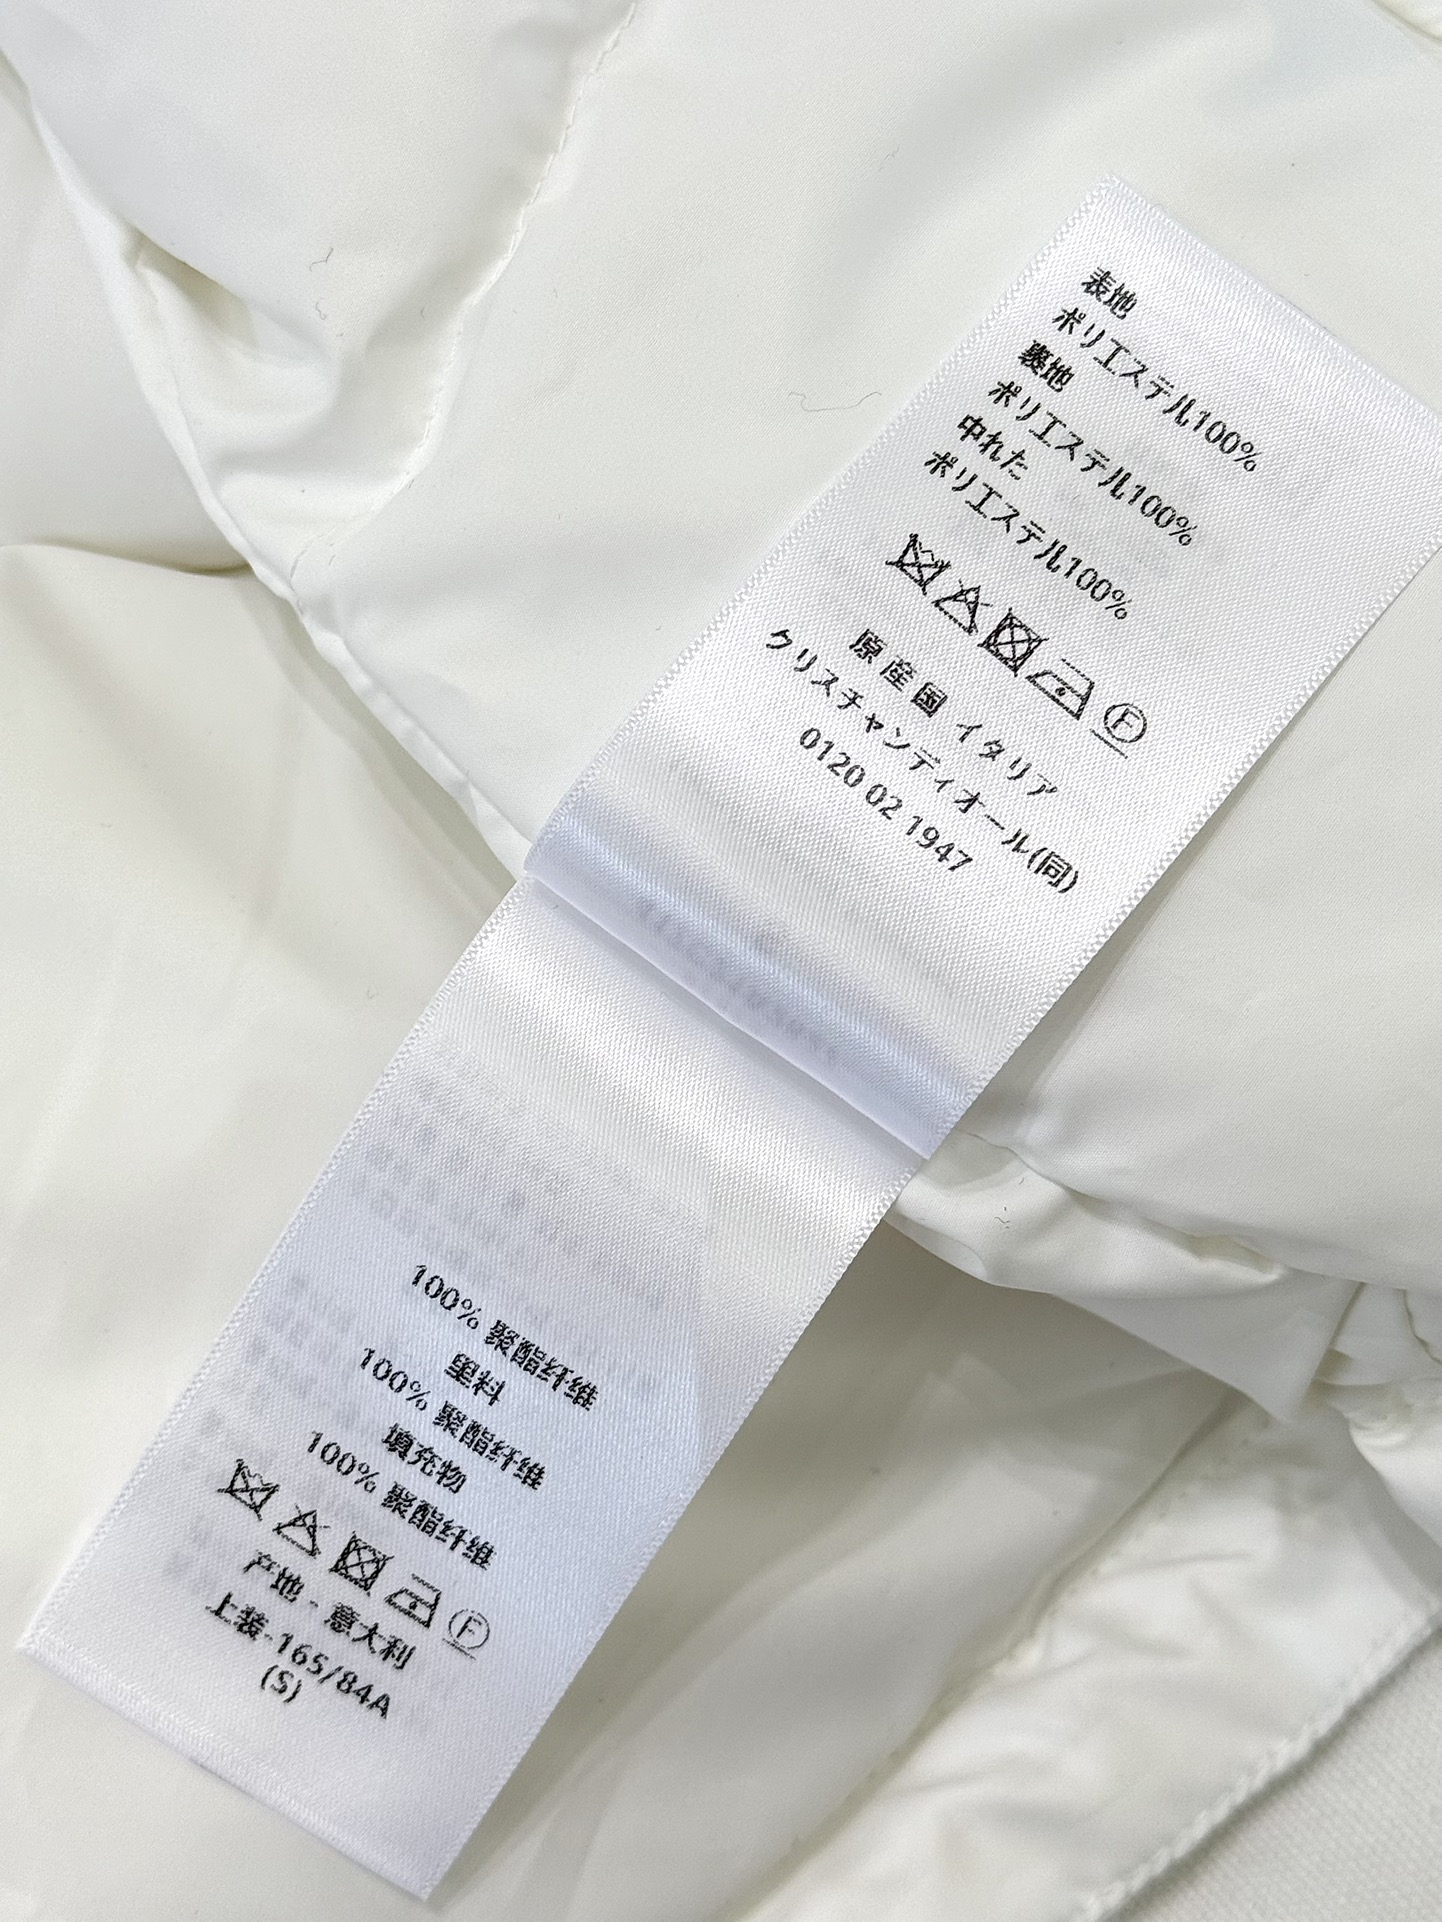 表地
ポリエステル100%
裏地
ポリエステル100%
中れた
ポリエステル100%
F
原産国 イタリア
クリスチャンディオール(同)
0120 02 1947
100% 聚酯纤维
里料
100% 聚酯纤维
填充物
100% 聚酯纤维
F
产地 - 意大利
上装-165/84A
(S)